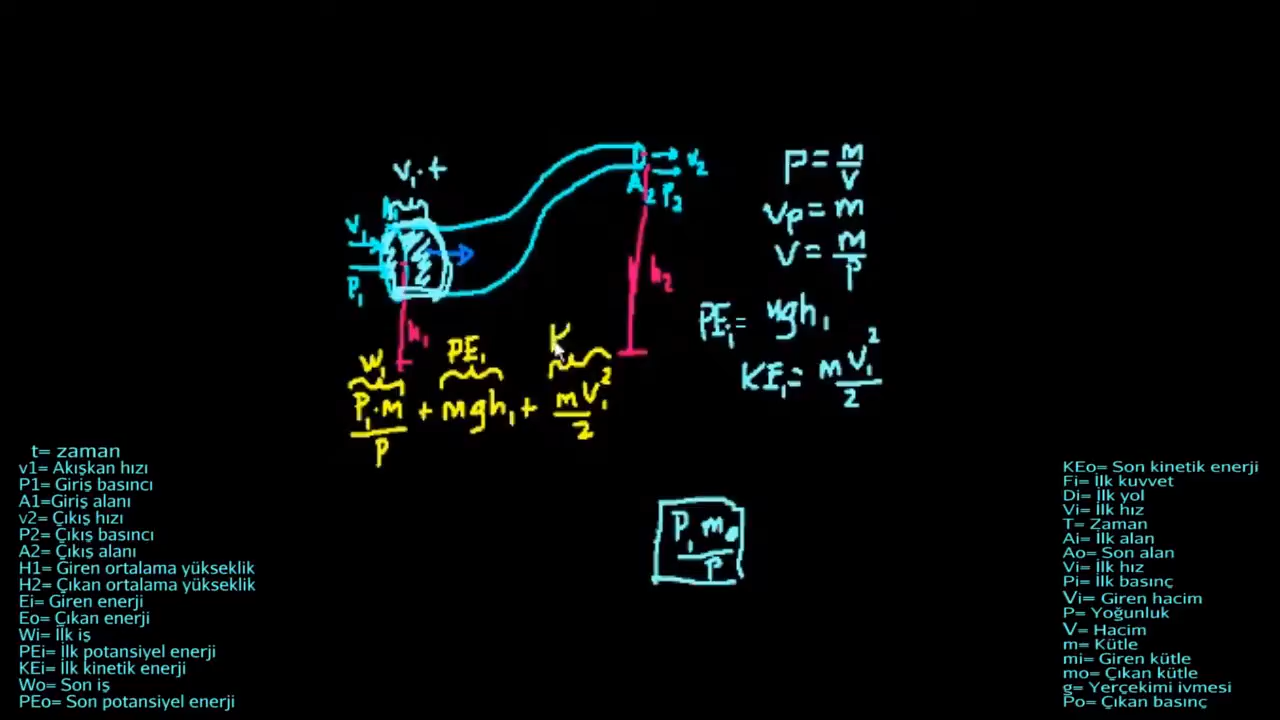 v₁·t
A₁
v₁
P₁
h₁
v₂
A₂ P₂
h₂
P = m/V
Vp = m
V = m/P
PE₁ = mgh₁
KE₁ = mV₁²/2
W₁ PE₁ K
P₁·m/P + mgh₁ + mV₁²/2
P₁ m/P
t= zaman
v1= Akışkan hızı
P1= Giriş basıncı
A1=Giriş alanı
v2= Çıkış hızı
P2= Çıkış basıncı
A2= Çıkış alanı
H1= Giren ortalama yükseklik
H2= Çıkan ortalama yükseklik
Ei= Giren enerji
Eo= Çıkan enerji
Wi= İlk iş
PEi= İlk potansiyel enerji
KEi= İlk kinetik enerji
Wo= Son iş
PEo= Son potansiyel enerji
KEo= Son kinetik enerji
Fi= İlk kuvvet
Di= İlk yol
Vi= İlk hız
T= Zaman
Ai= İlk alan
Ao= Son alan
Vi= İlk hız
Pi= İlk basınç
Vi= Giren hacim
P= Yoğunluk
V= Hacim
m= Kütle
mi= Giren kütle
mo= Çıkan kütle
g= Yerçekimi ivmesi
Po= Çıkan basınç